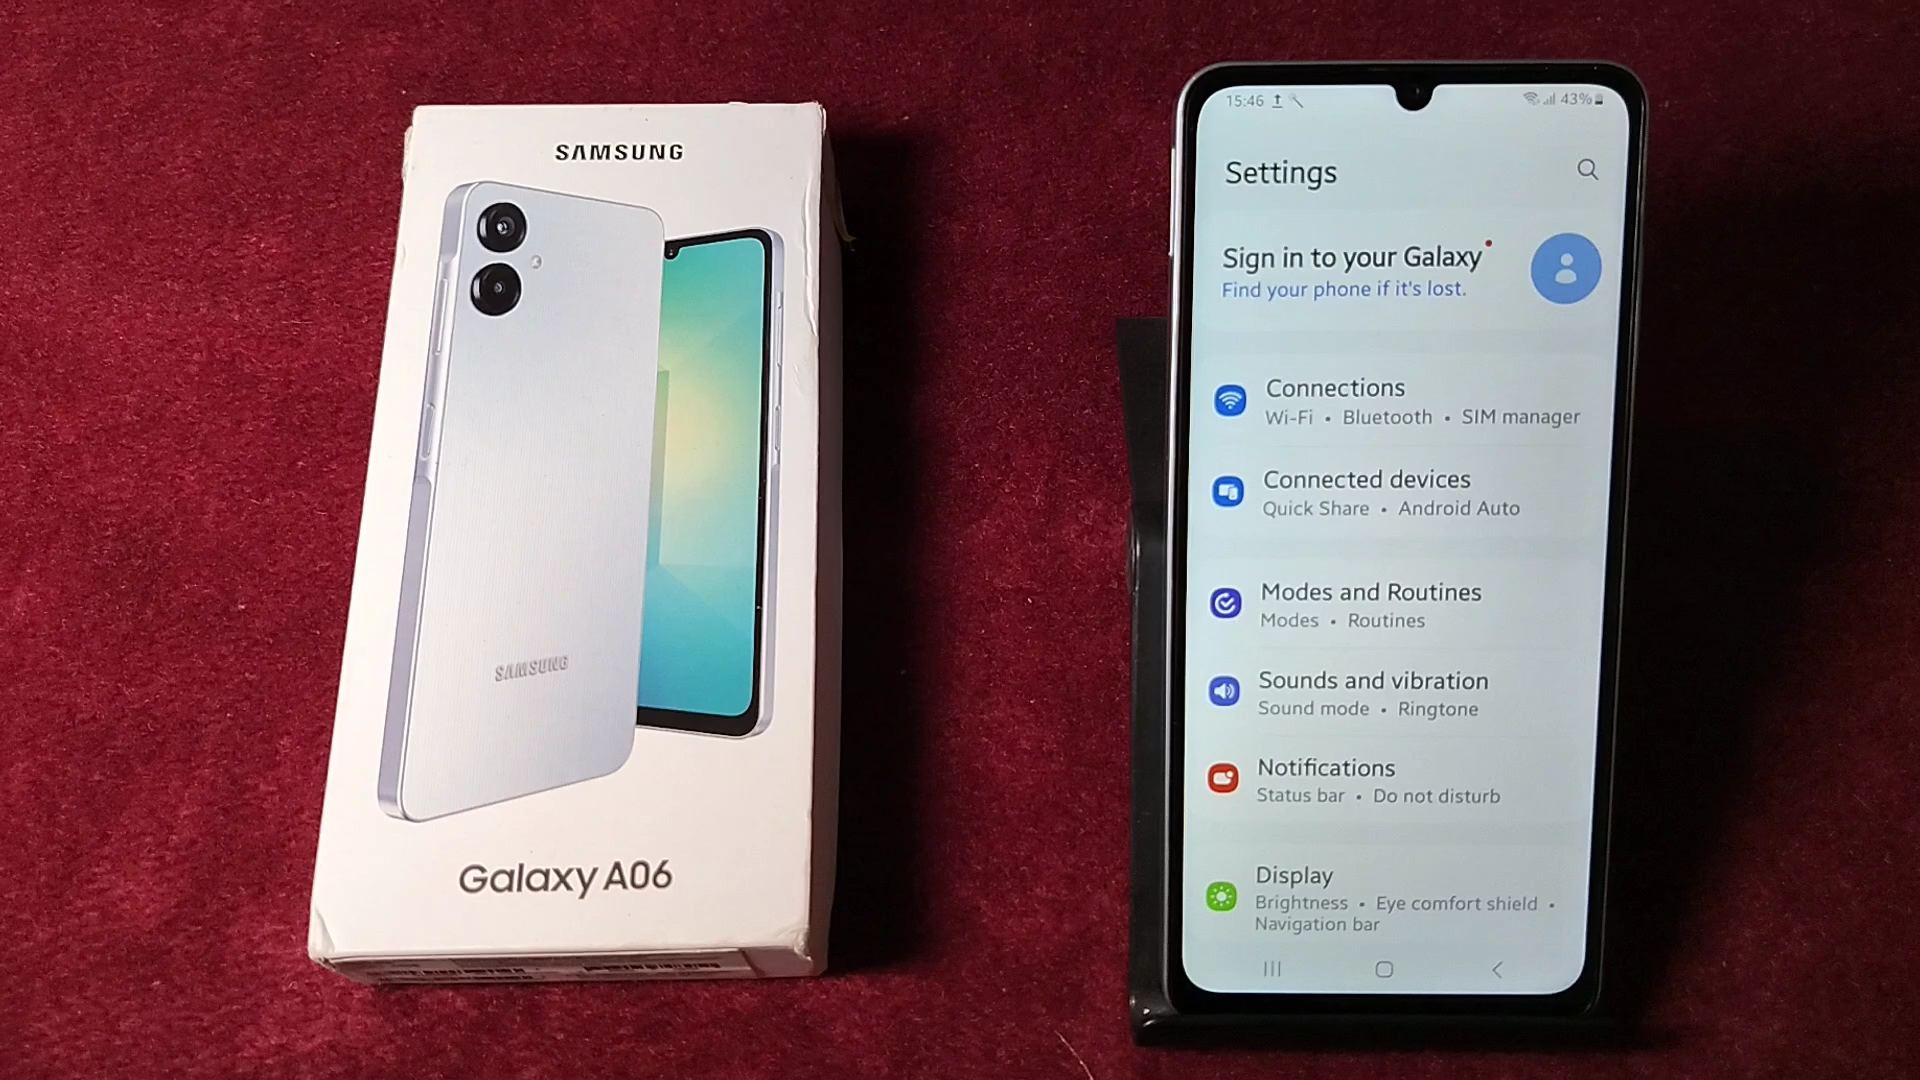 SAMSUNG
SAMSUNG
Galaxy A06
15:46
43%
Settings
Sign in to your Galaxy
Find your phone if it's lost.
Connections
Wi-Fi • Bluetooth • SIM manager
Connected devices
Quick Share • Android Auto
Modes and Routines
Modes • Routines
Sounds and vibration
Sound mode • Ringtone
Notifications
Status bar • Do not disturb
Display
Brightness • Eye comfort shield •
Navigation bar